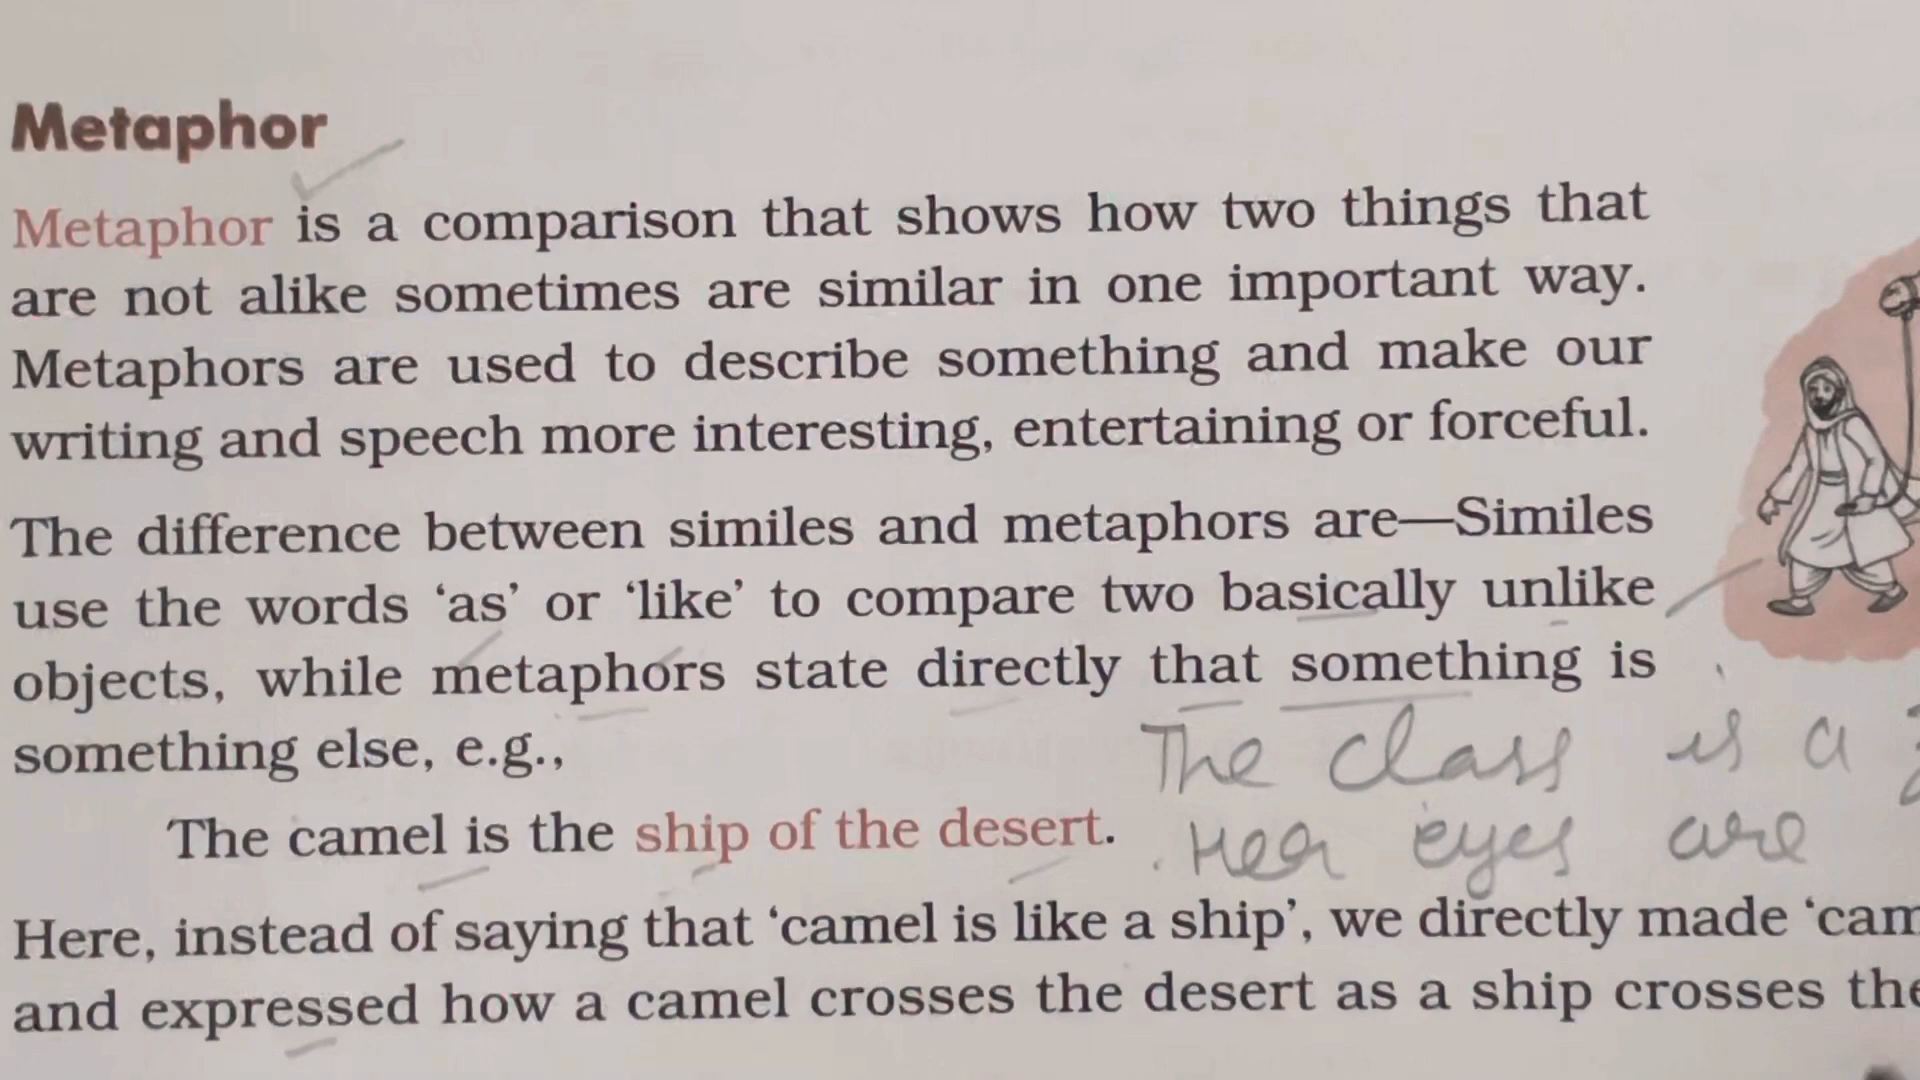 Metaphor
Metaphor is a comparison that shows how two things that
are not alike sometimes are similar in one important way.
Metaphors are used to describe something and make our
writing and speech more interesting, entertaining or forceful.
The difference between similes and metaphors are—Similes
use the words ‘as’ or ‘like’ to compare two basically unlike
objects, while metaphors state directly that something is
something else, e.g.,
The class is a
The camel is the ship of the desert.
Her eyes are
Here, instead of saying that ‘camel is like a ship’, we directly made ‘cam
and expressed how a camel crosses the desert as a ship crosses the